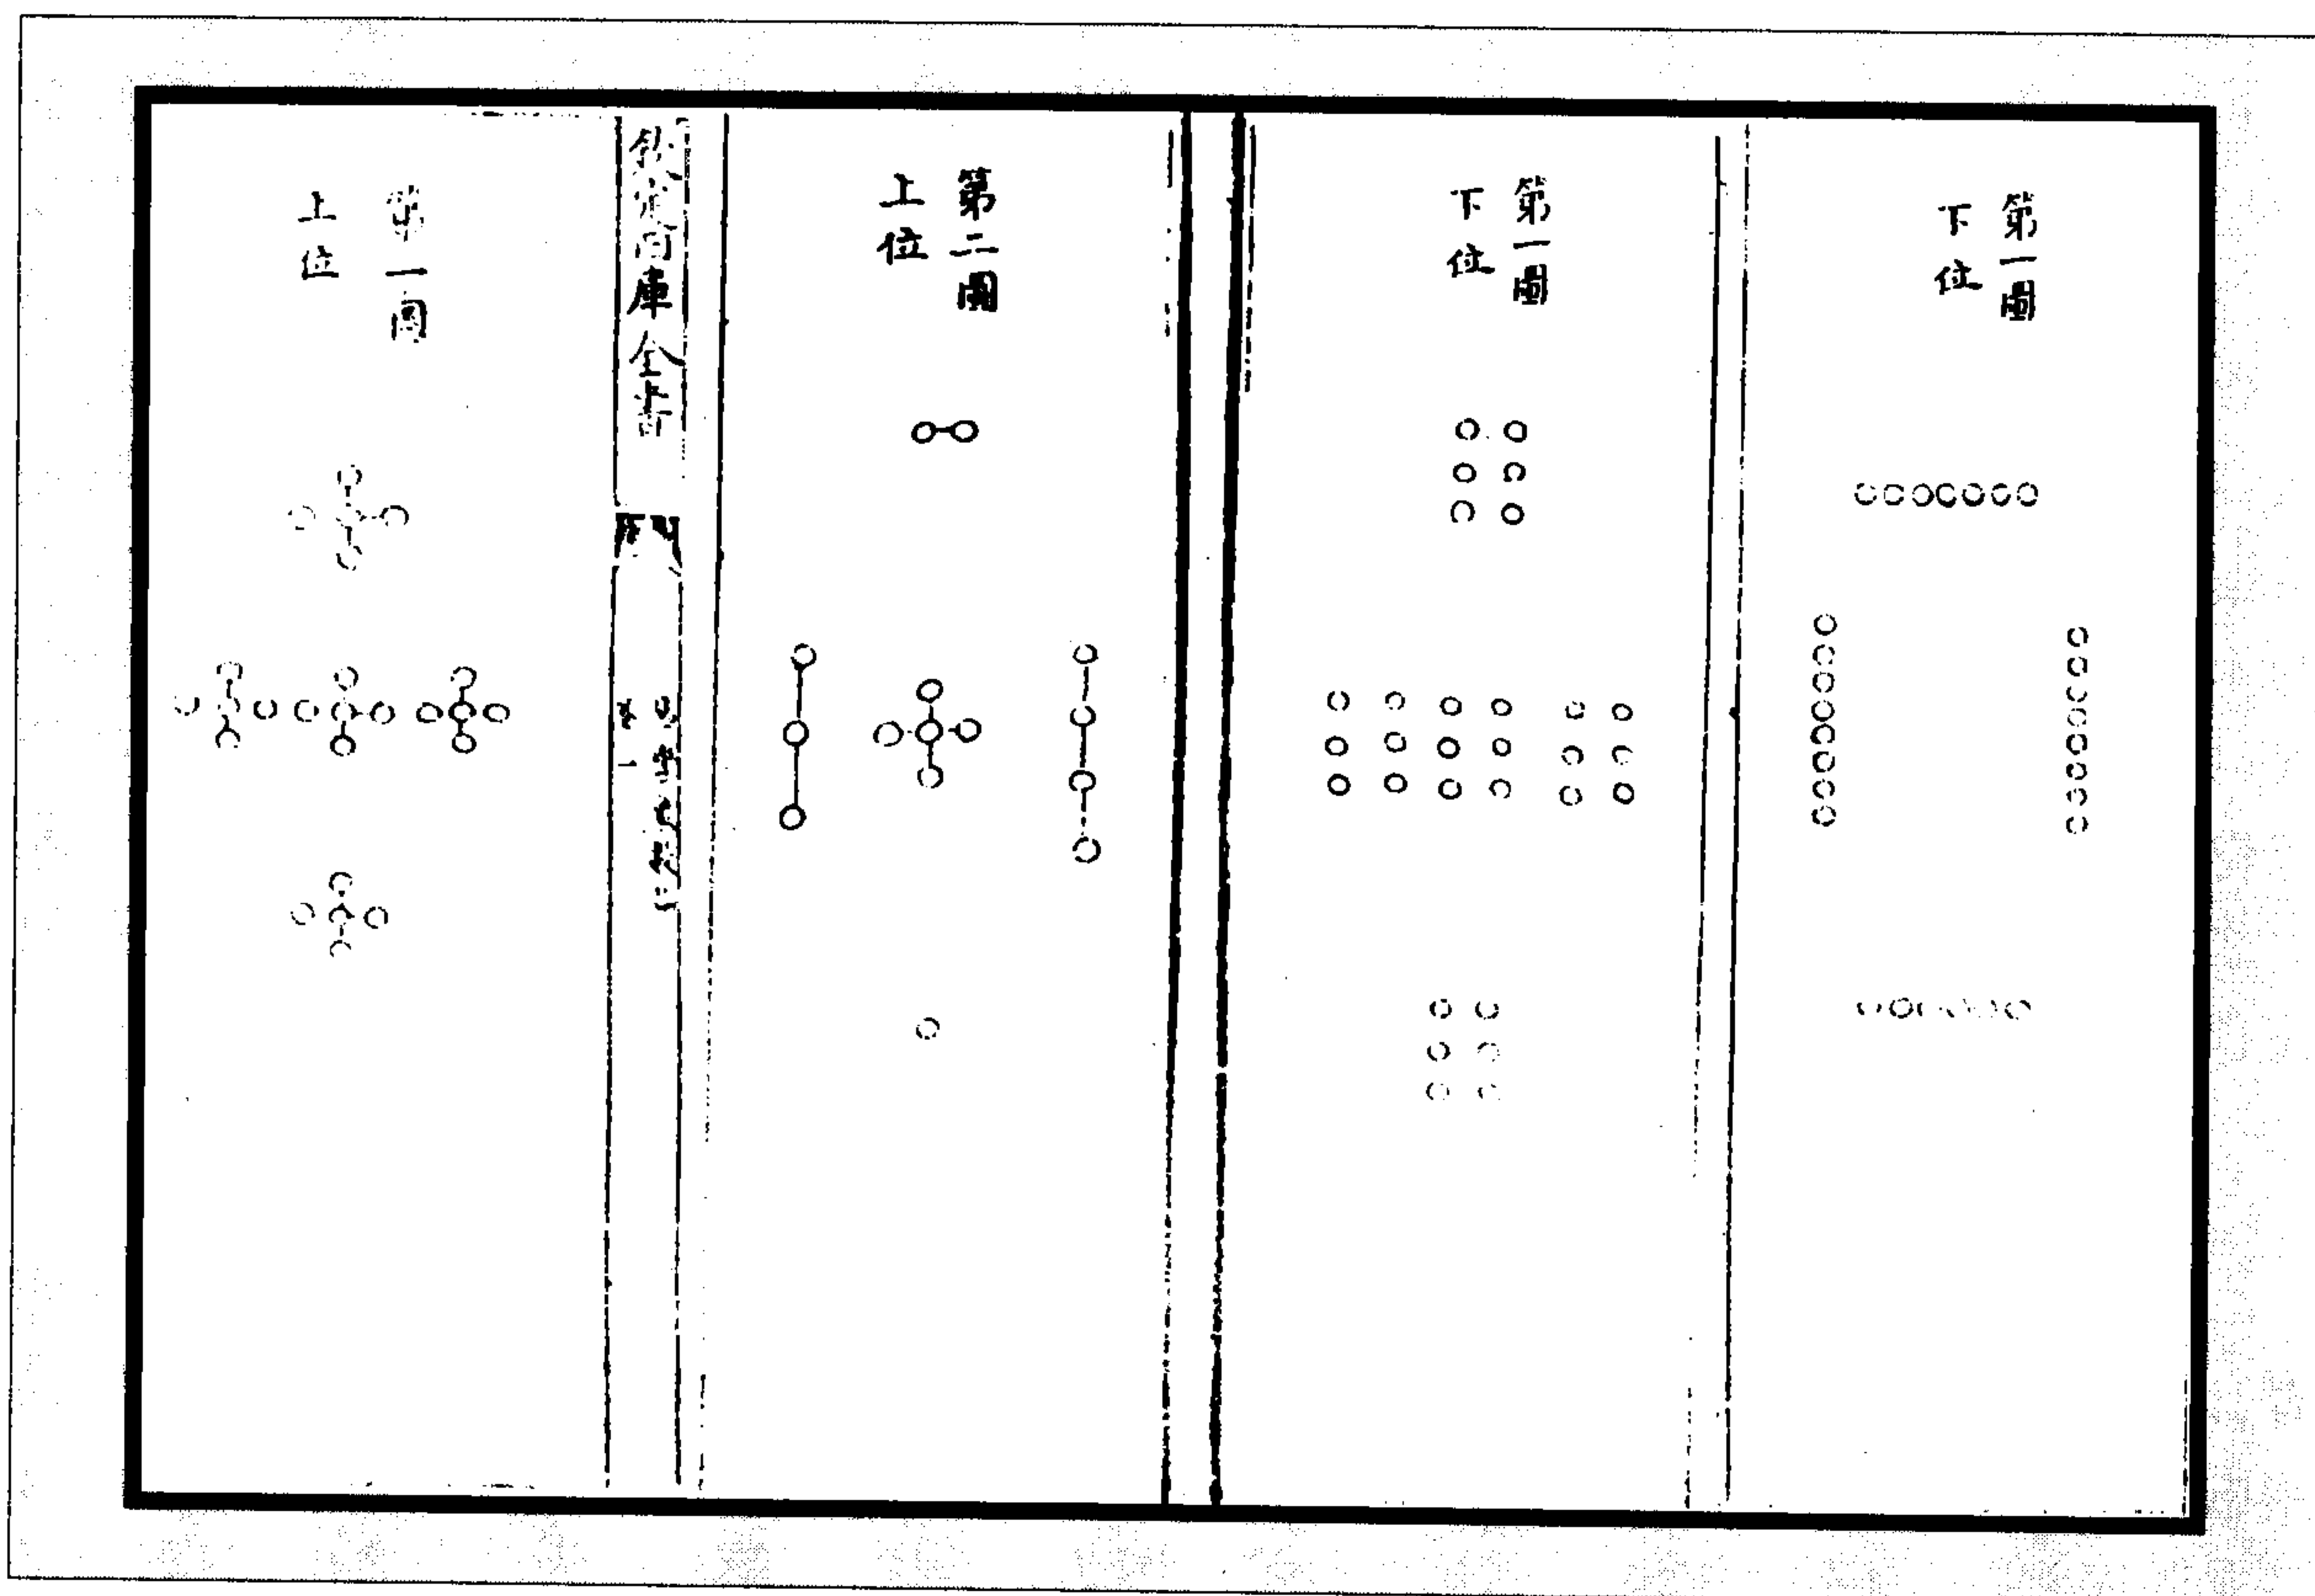 第一圖
下位
第一圖
下位
第二圖
上位
欽定四庫全書
第一圖
上位